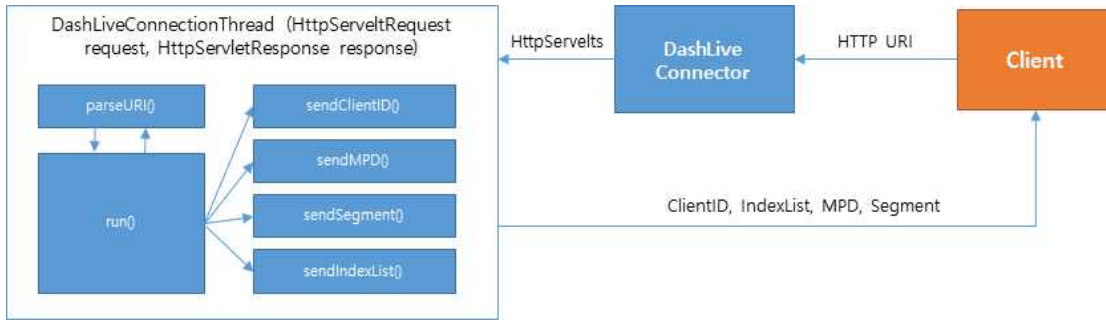 DashLiveConnectionThread (HttpServeltRequest
request, HttpServletResponse response)
HttpServelts
DashLive
Connector
HTTP URI
Client
parseURI()
sendClientID()
sendMPD()
run()
sendSegment()
sendIndexList()
ClientID, IndexList, MPD, Segment